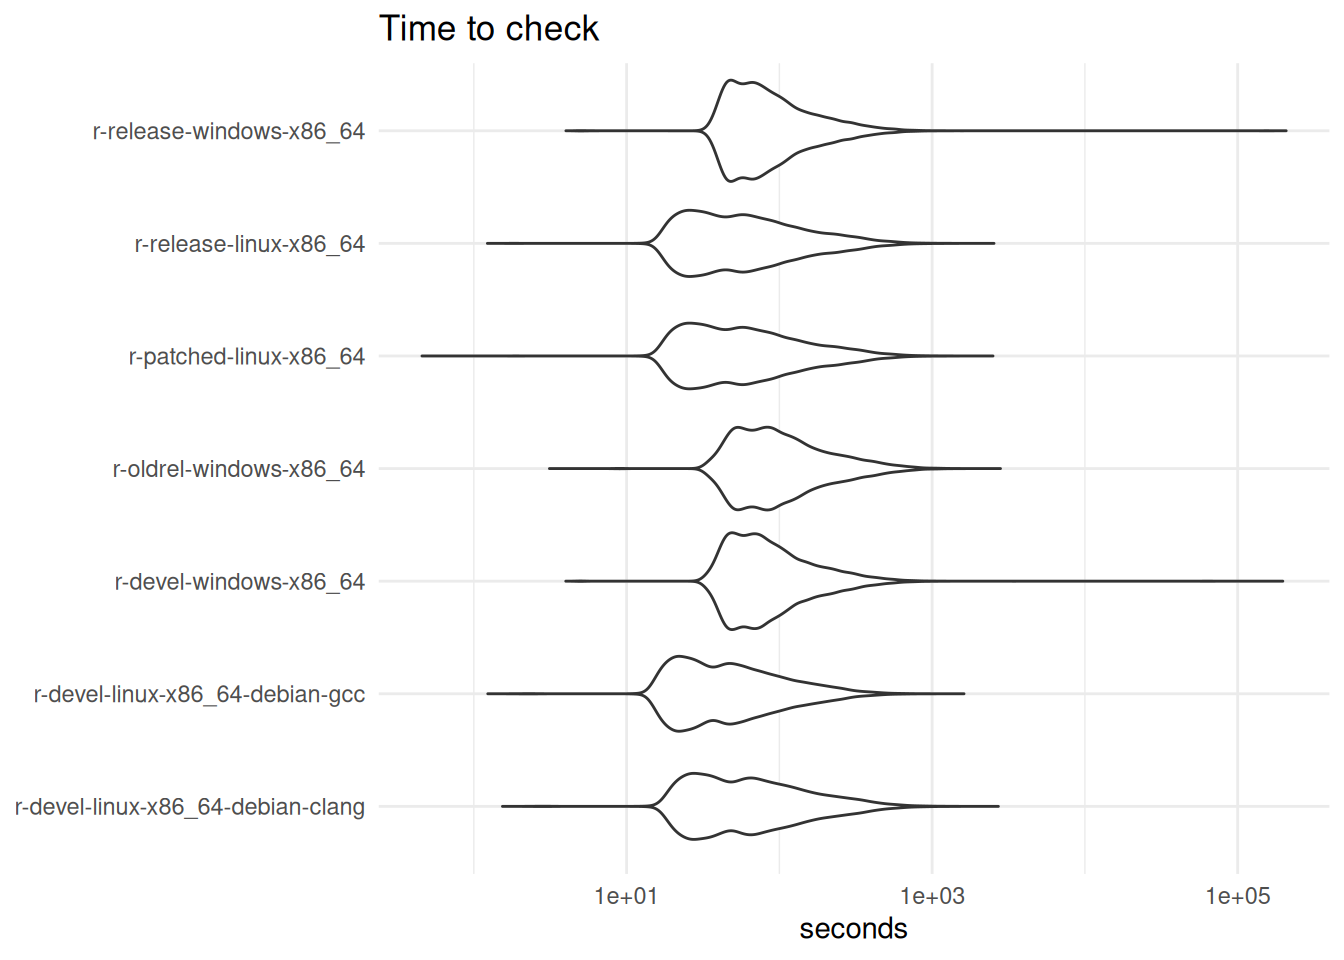 Time to check
r-release-windows-x86_64
r-release-linux-x86_64
r-patched-linux-x86_64
r-oldrel-windows-x86_64
r-devel-windows-x86_64
r-devel-linux-x86_64-debian-gcc
r-devel-linux-x86_64-debian-clang
1e+01 1e+03 1e+05
seconds